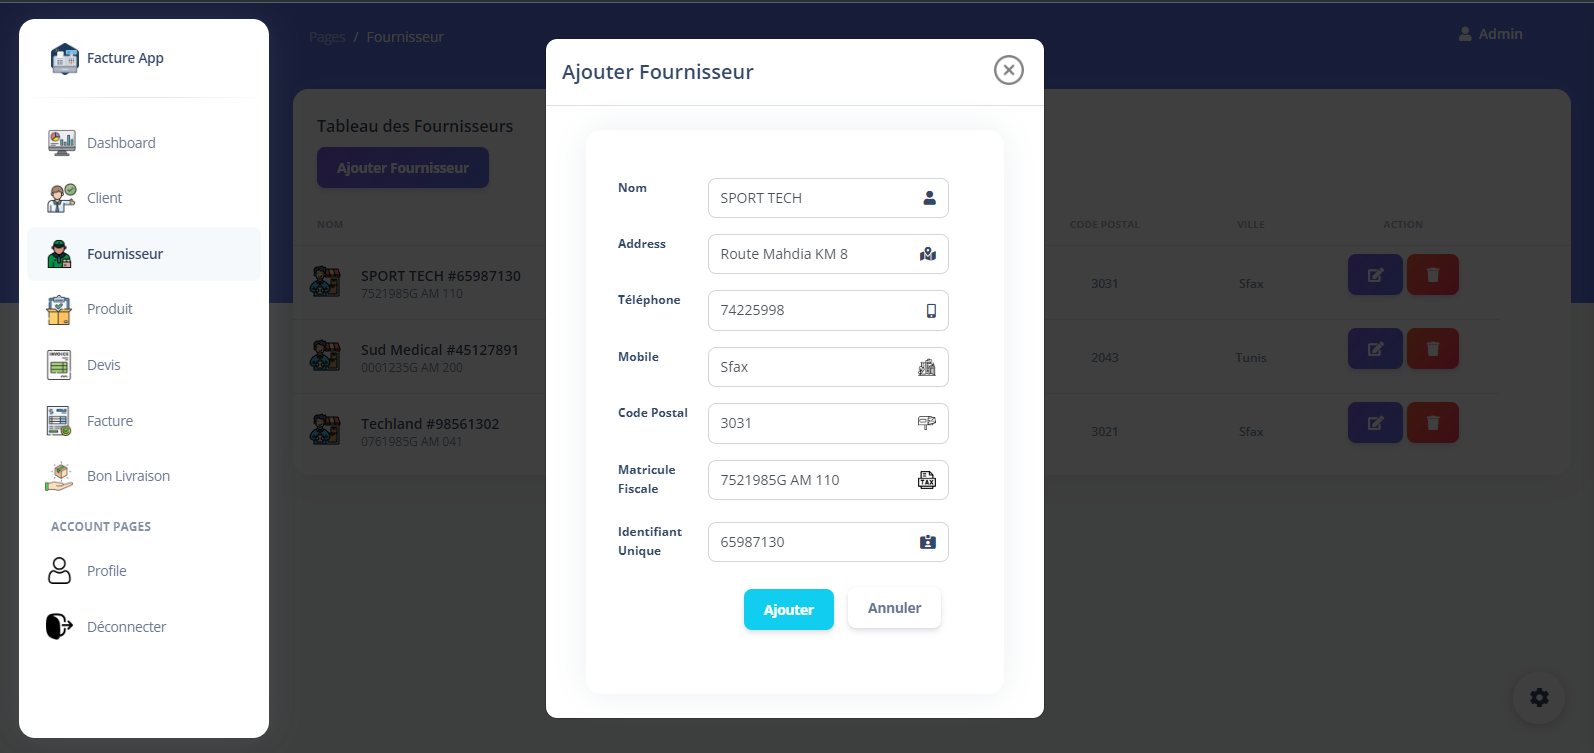 Facture App
Dashboard
Client
Fournisseur
Produit
Devis
Facture
Bon Livraison
ACCOUNT PAGES
Profile
Déconnecter
Pages / Fournisseur
Admin
Tableau des Fournisseurs
Ajouter Fournisseur
NOM CODE POSTAL VILLE ACTION
SPORT TECH #65987130
7521985G AM 110
3031 Sfax
Sud Medical #45127891
0001235G AM 200
2043 Tunis
Techland #98561302
0761985G AM 041
3021 Sfax
Ajouter Fournisseur
Nom SPORT TECH
Address Route Mahdia KM 8
Téléphone 74225998
Mobile Sfax
Code Postal 3031
Matricule
Fiscale
7521985G AM 110
TAX
Identifiant
Unique
65987130
Ajouter Annuler